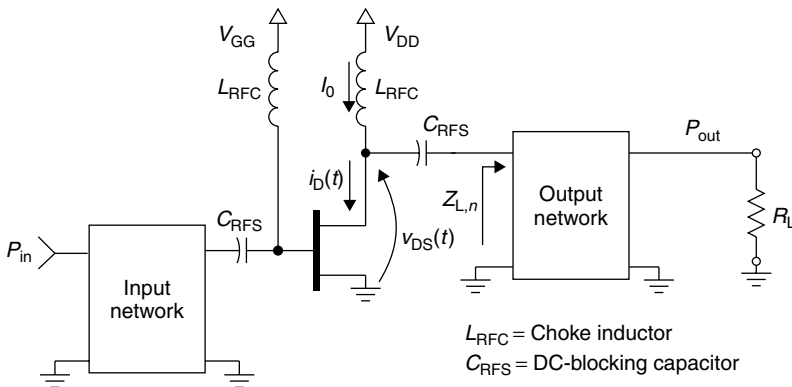 V_GG
V_DD
L_RFC
I_0
L_RFC
C_RFS
P_out
i_D(t)
Z_L,n
Output
network
R_L
C_RFS
v_DS(t)
P_in
Input
network
L_RFC = Choke inductor
C_RFS = DC-blocking capacitor